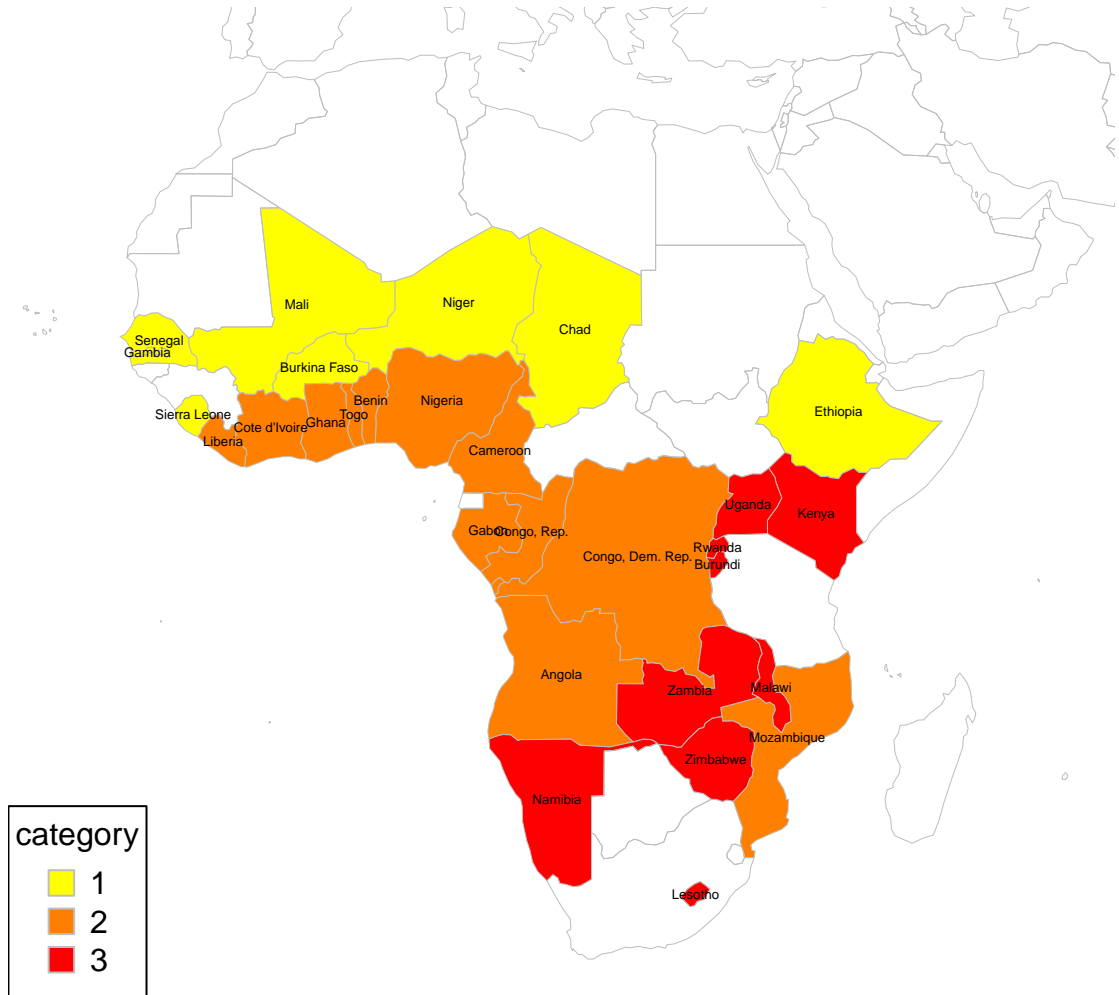 Mali
Niger
Chad
Senegal
Gambia
Burkina Faso
Benin
Nigeria
Sierra Leone
Ghana
Togo
Ethiopia
Cote d'Ivoire
Liberia
Cameroon
Uganda
Kenya
Gabon
Congo, Rep.
Rwanda
Congo, Dem. Rep.
Burundi
Angola
Zambia
Malawi
Mozambique
Zimbabwe
Namibia
Lesotho
category
1
2
3